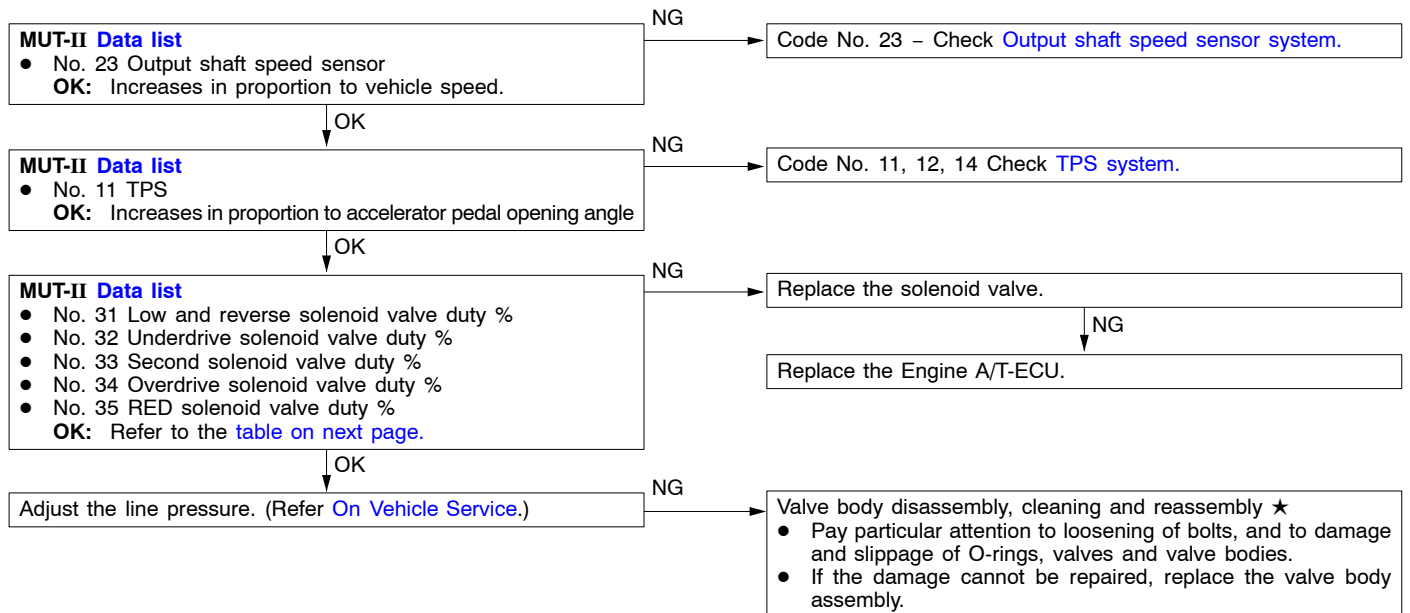 NG
MUT-II Data list
● No. 23 Output shaft speed sensor
OK: Increases in proportion to vehicle speed.
Code No. 23 – Check Output shaft speed sensor system.
OK
NG
MUT-II Data list
● No. 11 TPS
OK: Increases in proportion to accelerator pedal opening angle
Code No. 11, 12, 14 Check TPS system.
OK
NG
MUT-II Data list
● No. 31 Low and reverse solenoid valve duty %
● No. 32 Underdrive solenoid valve duty %
● No. 33 Second solenoid valve duty %
● No. 34 Overdrive solenoid valve duty %
● No. 35 RED solenoid valve duty %
OK: Refer to the table on next page.
Replace the solenoid valve.
NG
Replace the Engine A/T-ECU.
OK
NG
Adjust the line pressure. (Refer On Vehicle Service.)
Valve body disassembly, cleaning and reassembly ★
● Pay particular attention to loosening of bolts, and to damage
and slippage of O-rings, valves and valve bodies.
● If the damage cannot be repaired, replace the valve body
assembly.